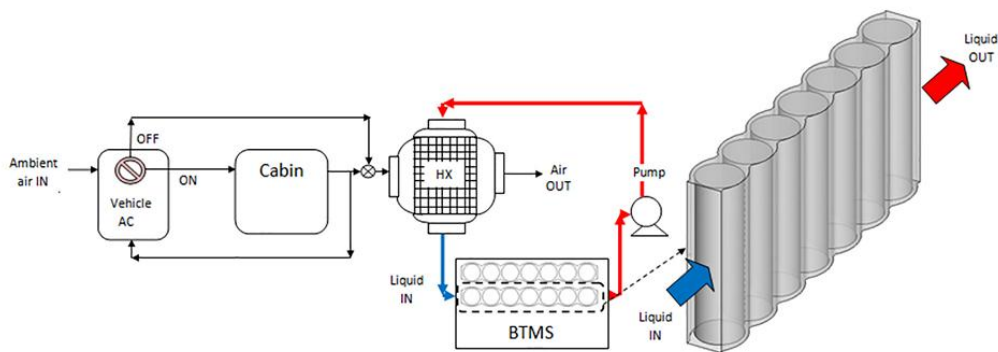 Ambient
air IN
OFF
ON
Vehicle
AC
Cabin
HX
Air
OUT
Pump
Liquid
IN
BTMS
Liquid
IN
Liquid
OUT